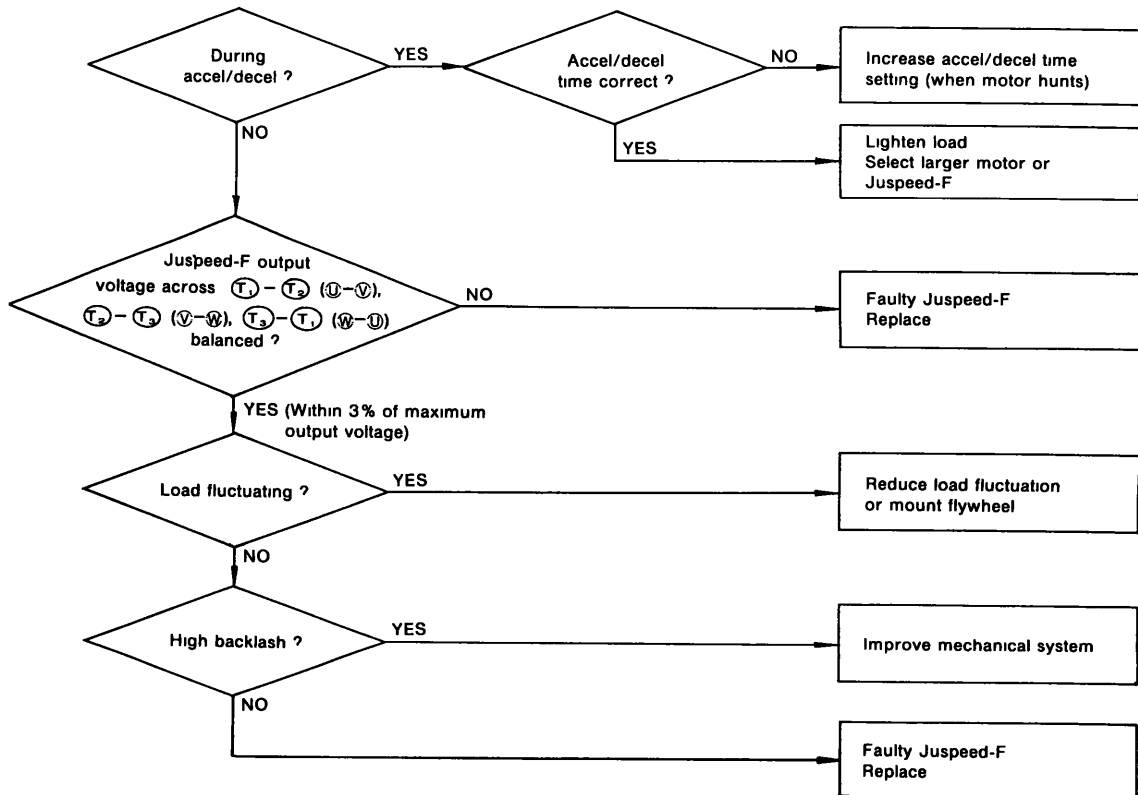 During
accel/decel ?
YES
Accel/decel
time correct ?
NO
Increase accel/decel time
setting (when motor hunts)
NO
YES
Lighten load
Select larger motor or
Juspeed-F
Juspeed-F output
voltage across T₁ – T₂ (U–V),
T₂ – T₃ (V–W), T₃ – T₁ (W–U)
balanced ?
NO
Faulty Juspeed-F
Replace
YES (Within 3% of maximum
output voltage)
Load fluctuating ?
YES
Reduce load fluctuation
or mount flywheel
NO
High backlash ?
YES
Improve mechanical system
NO
Faulty Juspeed-F
Replace